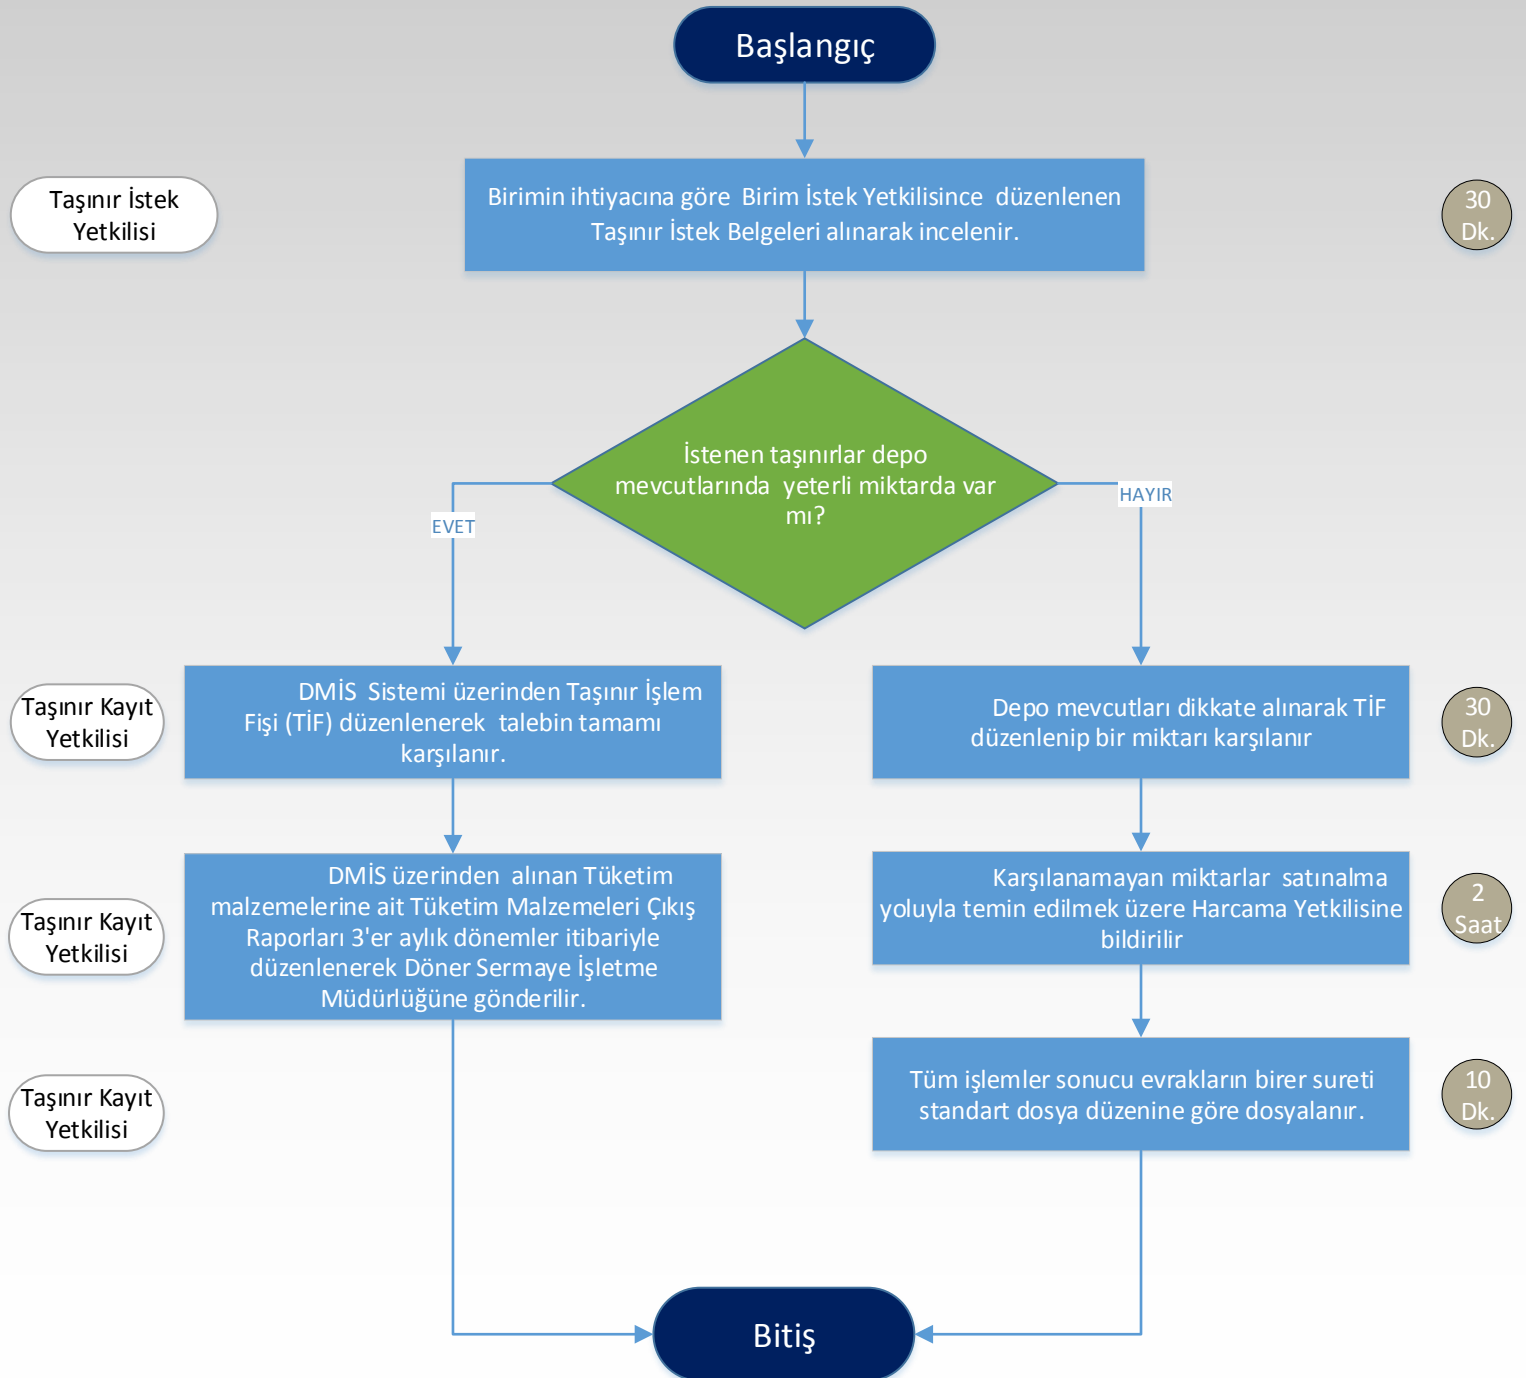 Başlangıç
Taşınır İstek
Yetkilisi
Birimin ihtiyacına göre Birim İstek Yetkilisince düzenlenen
Taşınır İstek Belgeleri alınarak incelenir.
30
Dk.
İstenen taşınırlar depo
mevcutlarında yeterli miktarda var
mı?
EVET
HAYIR
Taşınır Kayıt
Yetkilisi
DMİS Sistemi üzerinden Taşınır İşlem
Fişi (TİF) düzenlenerek talebin tamamı
karşılanır.
Depo mevcutları dikkate alınarak TİF
düzenlenip bir miktarı karşılanır
30
Dk.
Taşınır Kayıt
Yetkilisi
DMİS üzerinden alınan Tüketim
malzemelerine ait Tüketim Malzemeleri Çıkış
Raporları 3'er aylık dönemler itibariyle
düzenlenerek Döner Sermaye İşletme
Müdürlüğüne gönderilir.
Karşılanamayan miktarlar satınalma
yoluyla temin edilmek üzere Harcama Yetkilisine
bildirilir
2
Saat
Taşınır Kayıt
Yetkilisi
Tüm işlemler sonucu evrakların birer sureti
standart dosya düzenine göre dosyalanır.
10
Dk.
Bitiş